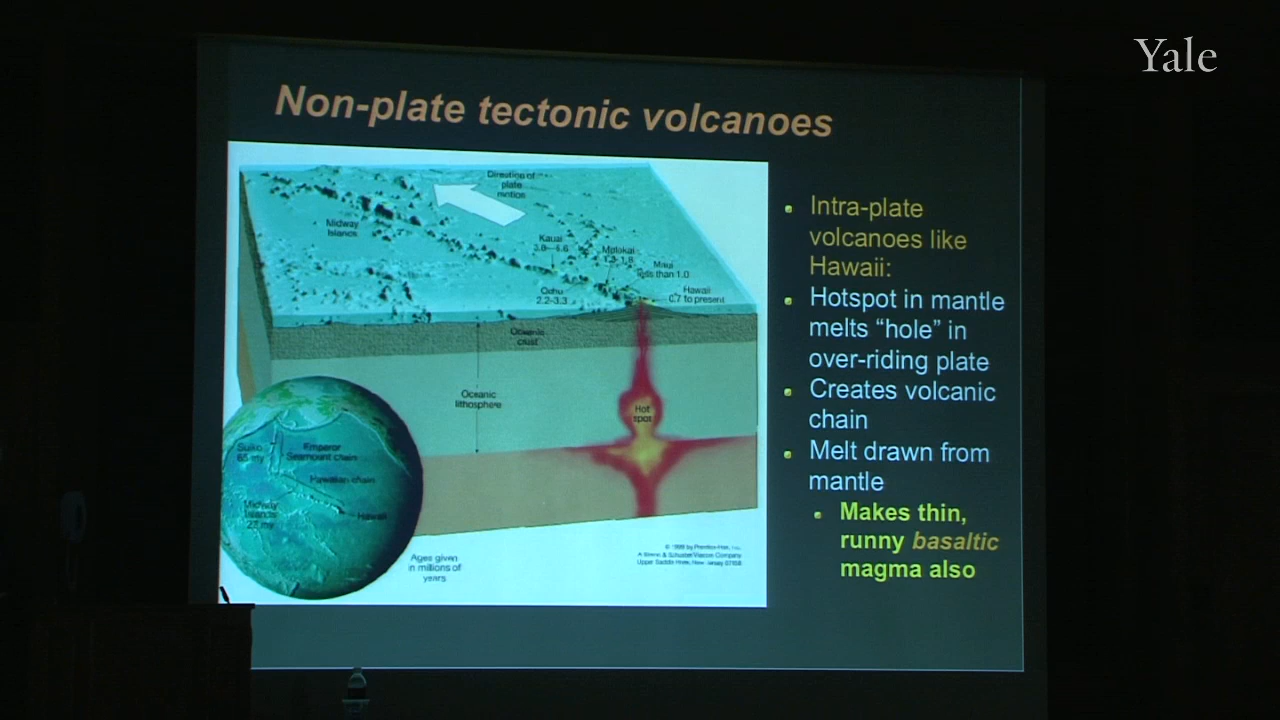 Yale
Non-plate tectonic volcanoes
Direction of
plate
motion
Midway
Islands
Kauai
3.8-5.6
Molokai
1.3-1.8
Maui
less than 1.0
Oahu
2.2-3.3
Hawaii
0.7 to present
Oceanic
crust
Oceanic
lithosphere
Hot
spot
Suiko
65 my
Emperor
Seamount chain
Hawaiian chain
Midway
Islands
27 my
Hawaii
Ages given
in millions of
years
© 1999 by Prentice-Hall, Inc.
A Simon & Schuster/Viacom Company
Upper Saddle River, New Jersey 07458
Intra-plate
volcanoes like
Hawaii:
Hotspot in mantle
melts “hole” in
over-riding plate
Creates volcanic
chain
Melt drawn from
mantle
Makes thin,
runny basaltic
magma also